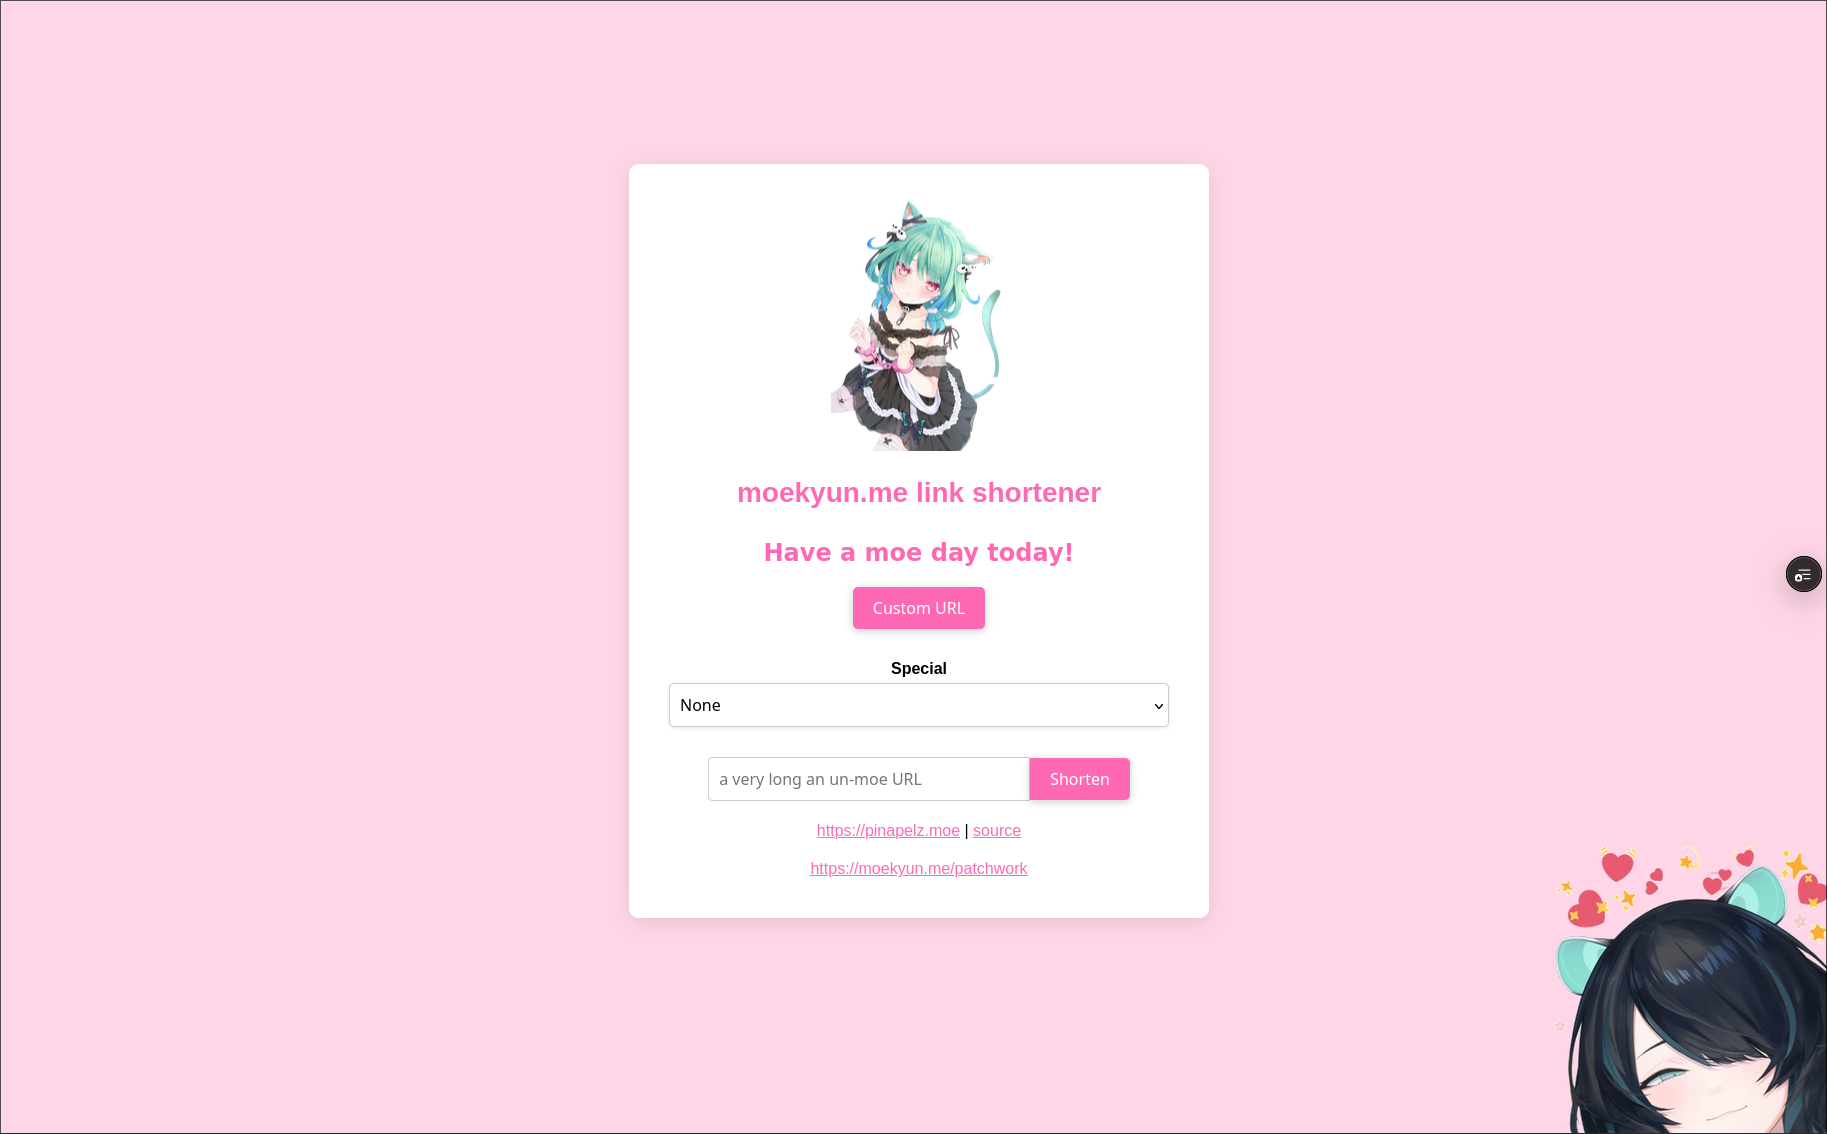 moekyun.me link shortener
Have a moe day today!
Custom URL
Special
None
a very long an un-moe URL
Shorten
https://pinapelz.moe | source
https://moekyun.me/patchwork